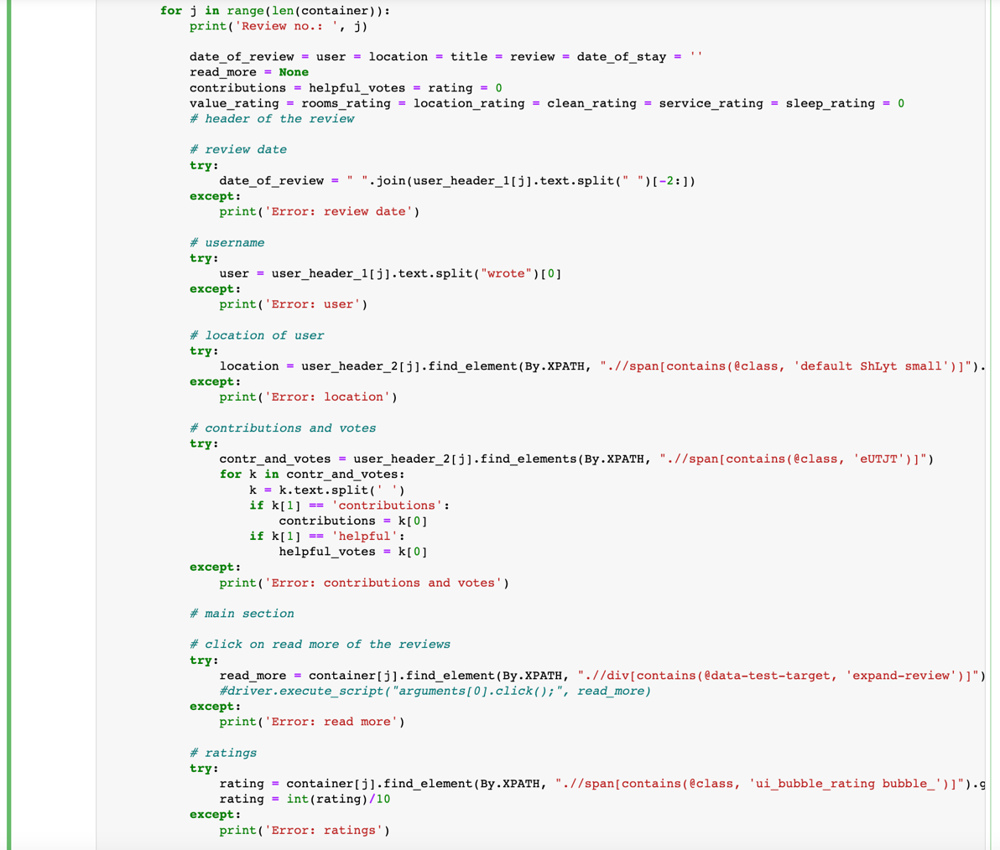 for j in range(len(container)):
    print('Review no.: ', j)

    date_of_review = user = location = title = review = date_of_stay = ''
    read_more = None
    contributions = helpful_votes = rating = 0
    value_rating = rooms_rating = location_rating = clean_rating = service_rating = sleep_rating = 0
    # header of the review

    # review date
    try:
        date_of_review = " ".join(user_header_1[j].text.split(" ")[-2:])
    except:
        print('Error: review date')

    # username
    try:
        user = user_header_1[j].text.split("wrote")[0]
    except:
        print('Error: user')

    # location of user
    try:
        location = user_header_2[j].find_element(By.XPATH, ".//span[contains(@class, 'default ShLyt small')]").
    except:
        print('Error: location')

    # contributions and votes
    try:
        contr_and_votes = user_header_2[j].find_elements(By.XPATH, ".//span[contains(@class, 'eUTJT')]")
        for k in contr_and_votes:
            k = k.text.split(' ')
            if k[1] == 'contributions':
                contributions = k[0]
            if k[1] == 'helpful':
                helpful_votes = k[0]
    except:
        print('Error: contributions and votes')

    # main section

    # click on read more of the reviews
    try:
        read_more = container[j].find_element(By.XPATH, ".//div[contains(@data-test-target, 'expand-review')]")
        #driver.execute_script("arguments[0].click();", read_more)
    except:
        print('Error: read more')

    # ratings
    try:
        rating = container[j].find_element(By.XPATH, ".//span[contains(@class, 'ui_bubble_rating bubble_')]").g
        rating = int(rating)/10
    except:
        print('Error: ratings')